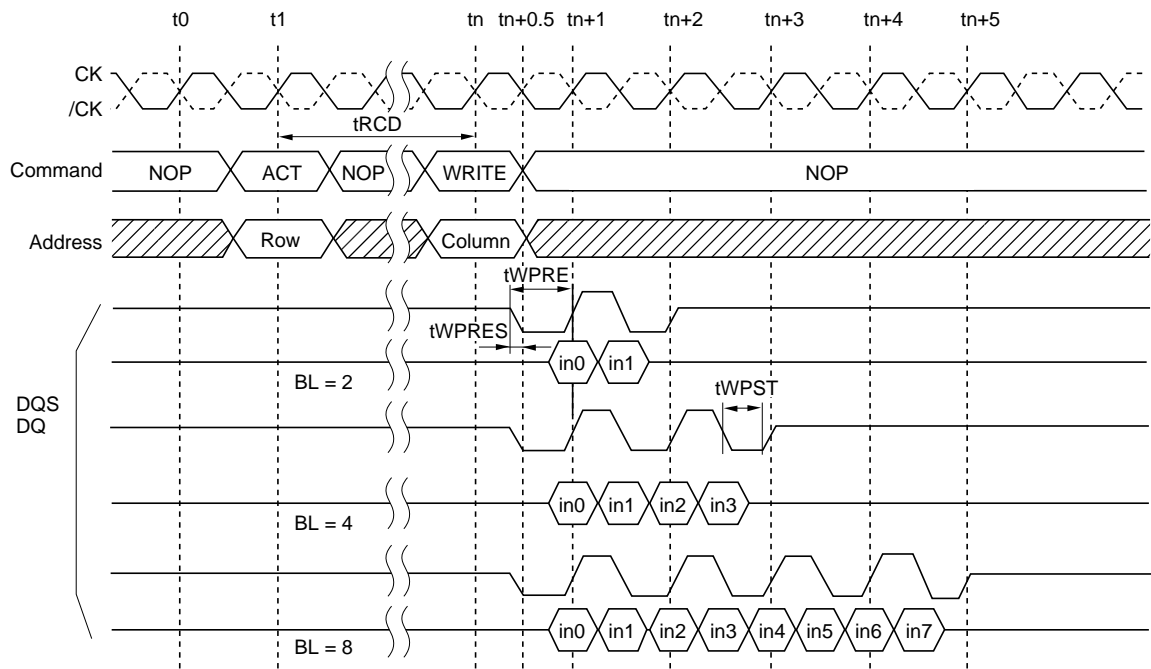 t0 t1 tn tn+0.5 tn+1 tn+2 tn+3 tn+4 tn+5
CK
/CK
tRCD
Command NOP ACT NOP WRITE NOP
Address Row Column
tWPRE
tWPRES
in0 in1
BL = 2
tWPST
DQS
DQ
in0 in1 in2 in3
BL = 4
in0 in1 in2 in3 in4 in5 in6 in7
BL = 8